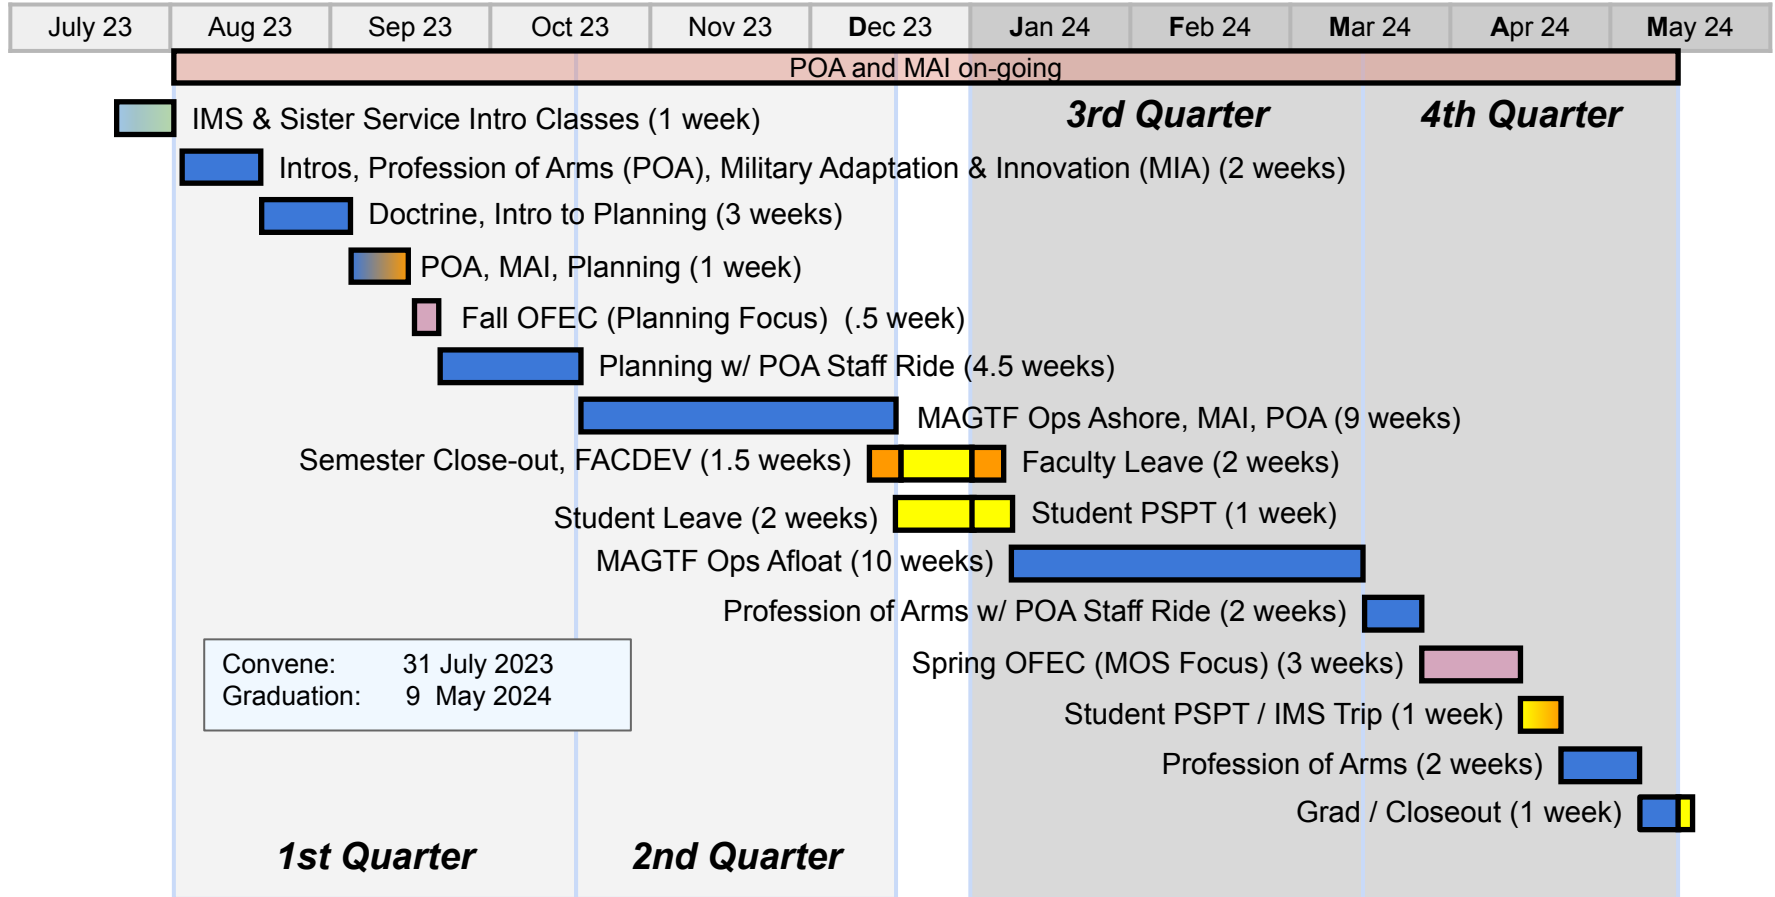 July 23 Aug 23 Sep 23 Oct 23 Nov 23 Dec 23 Jan 24 Feb 24 Mar 24 Apr 24 May 24
POA and MAI on-going
3rd Quarter 4th Quarter
IMS & Sister Service Intro Classes (1 week)
Intros, Profession of Arms (POA), Military Adaptation & Innovation (MIA) (2 weeks)
Doctrine, Intro to Planning (3 weeks)
POA, MAI, Planning (1 week)
Fall OFEC (Planning Focus) (.5 week)
Planning w/ POA Staff Ride (4.5 weeks)
MAGTF Ops Ashore, MAI, POA (9 weeks)
Semester Close-out, FACDEV (1.5 weeks) Faculty Leave (2 weeks)
Student Leave (2 weeks) Student PSPT (1 week)
MAGTF Ops Afloat (10 weeks)
Profession of Arms w/ POA Staff Ride (2 weeks)
Spring OFEC (MOS Focus) (3 weeks)
Convene: 31 July 2023
Graduation: 9 May 2024
Student PSPT / IMS Trip (1 week)
Profession of Arms (2 weeks)
Grad / Closeout (1 week)
1st Quarter 2nd Quarter